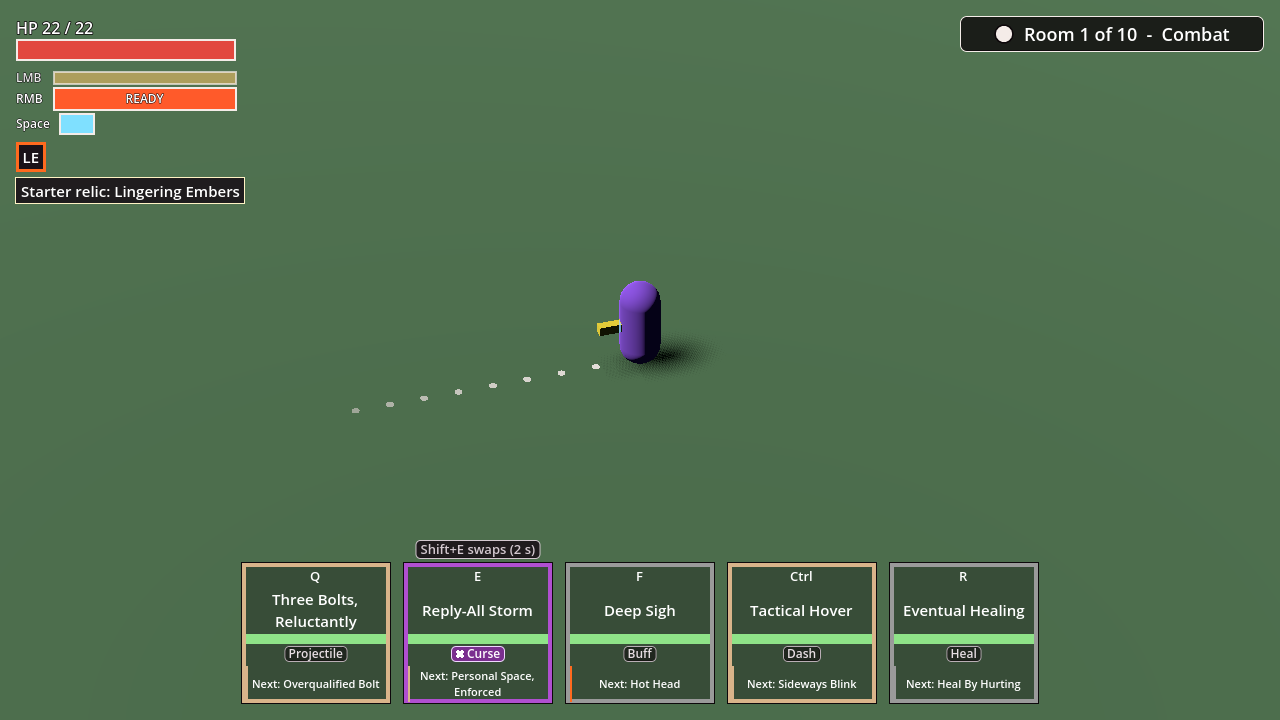 HP 22 / 22
LMB
RMB
READY
Space
LE
Starter relic: Lingering Embers
Room 1 of 10 - Combat
Shift+E swaps (2 s)
Q
Three Bolts,
Reluctantly
Projectile
Next: Overqualified Bolt
E
Reply-All Storm
✖ Curse
Next: Personal Space,
Enforced
F
Deep Sigh
Buff
Next: Hot Head
Ctrl
Tactical Hover
Dash
Next: Sideways Blink
R
Eventual Healing
Heal
Next: Heal By Hurting